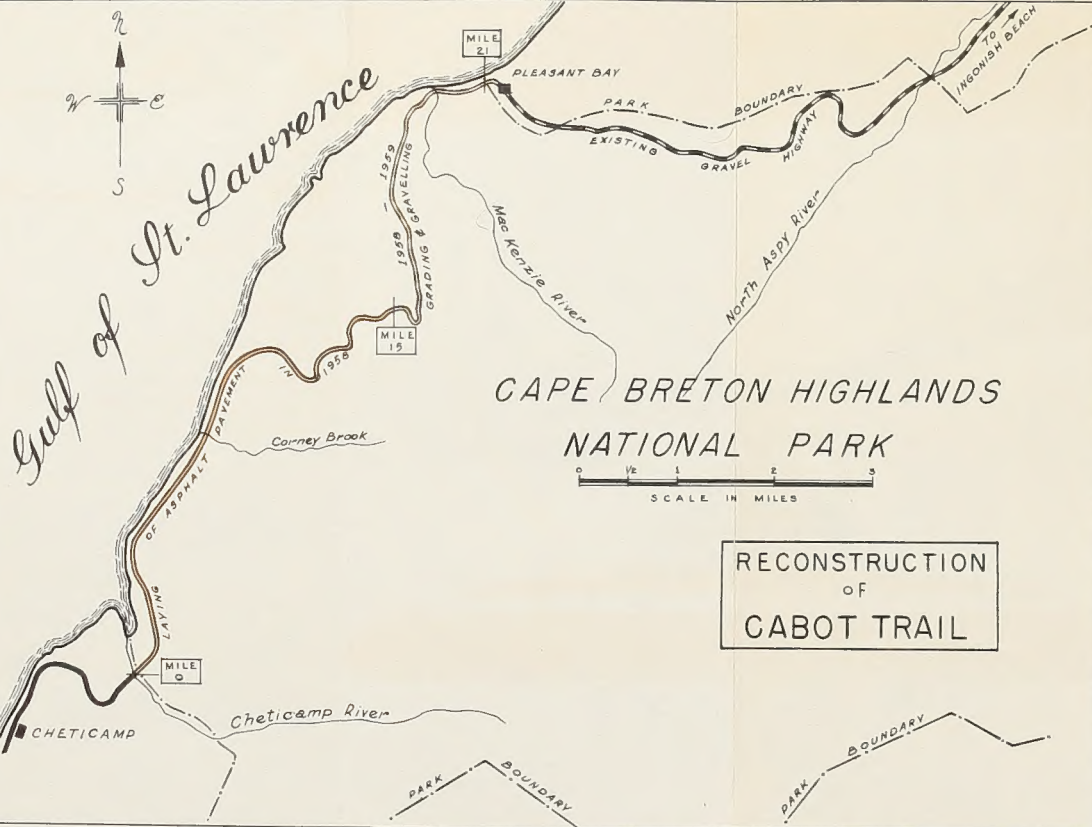 N
W E
S
Gulf of St. Lawrence
MILE
21
PLEASANT BAY
PARK BOUNDARY
EXISTING GRAVEL HIGHWAY
TO
INGONISH BEACH
1958 - 1959
GRADING & GRAVELLING
MacKenzie River
North Aspy River
MILE
15
LAYING OF ASPHALT PAVEMENT IN 1958
Corney Brook
CAPE BRETON HIGHLANDS
NATIONAL PARK
0 1/2 1 2 3
SCALE IN MILES
RECONSTRUCTION
OF
CABOT TRAIL
MILE
0
CHETICAMP
Cheticamp River
PARK BOUNDARY
PARK BOUNDARY